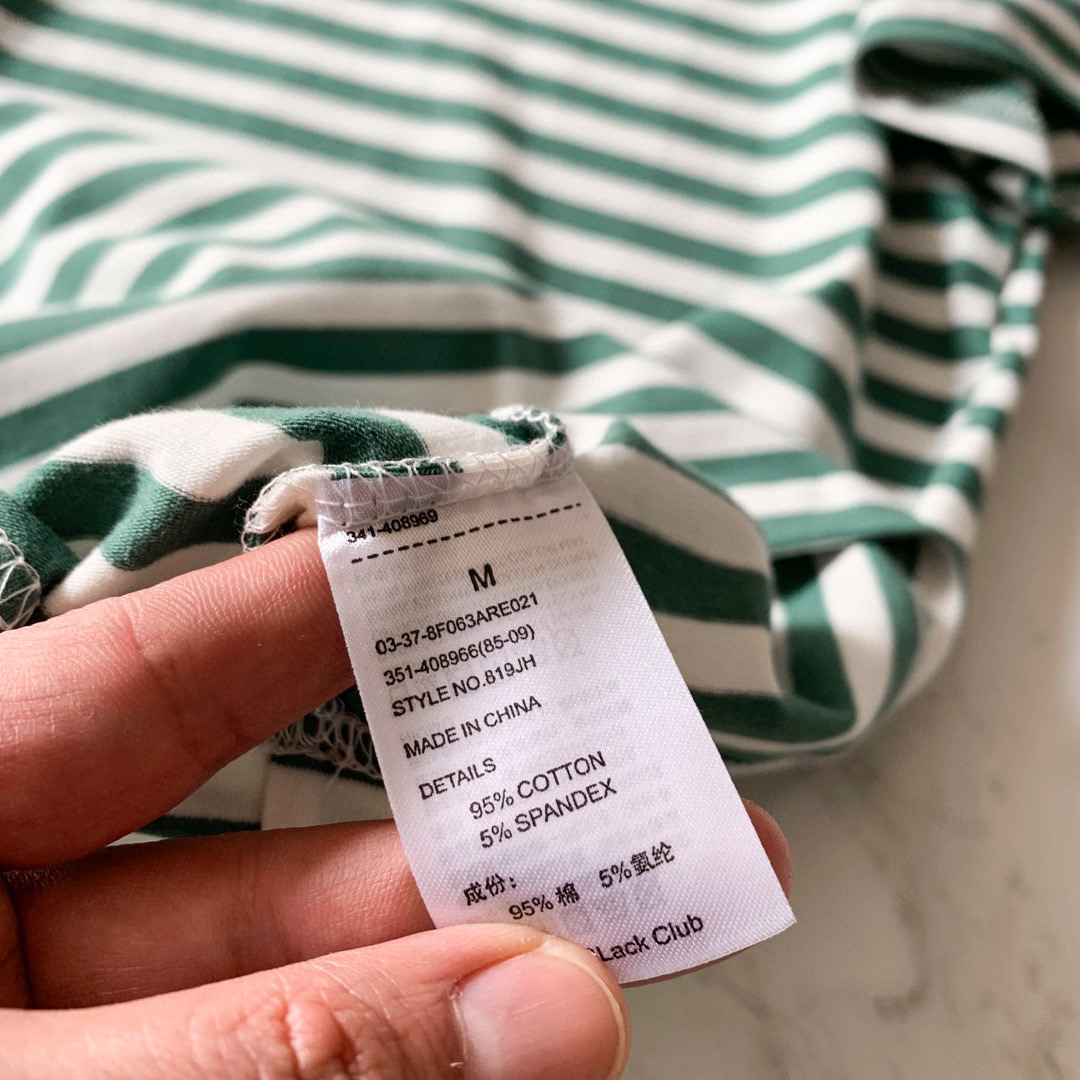 341-408969
M
03-37-8F063ARE021
351-408966(85-09)
STYLE NO.819JH
MADE IN CHINA
DETAILS
95% COTTON
5% SPANDEX
成份：
95% 棉 5%氨纶
Lack Club